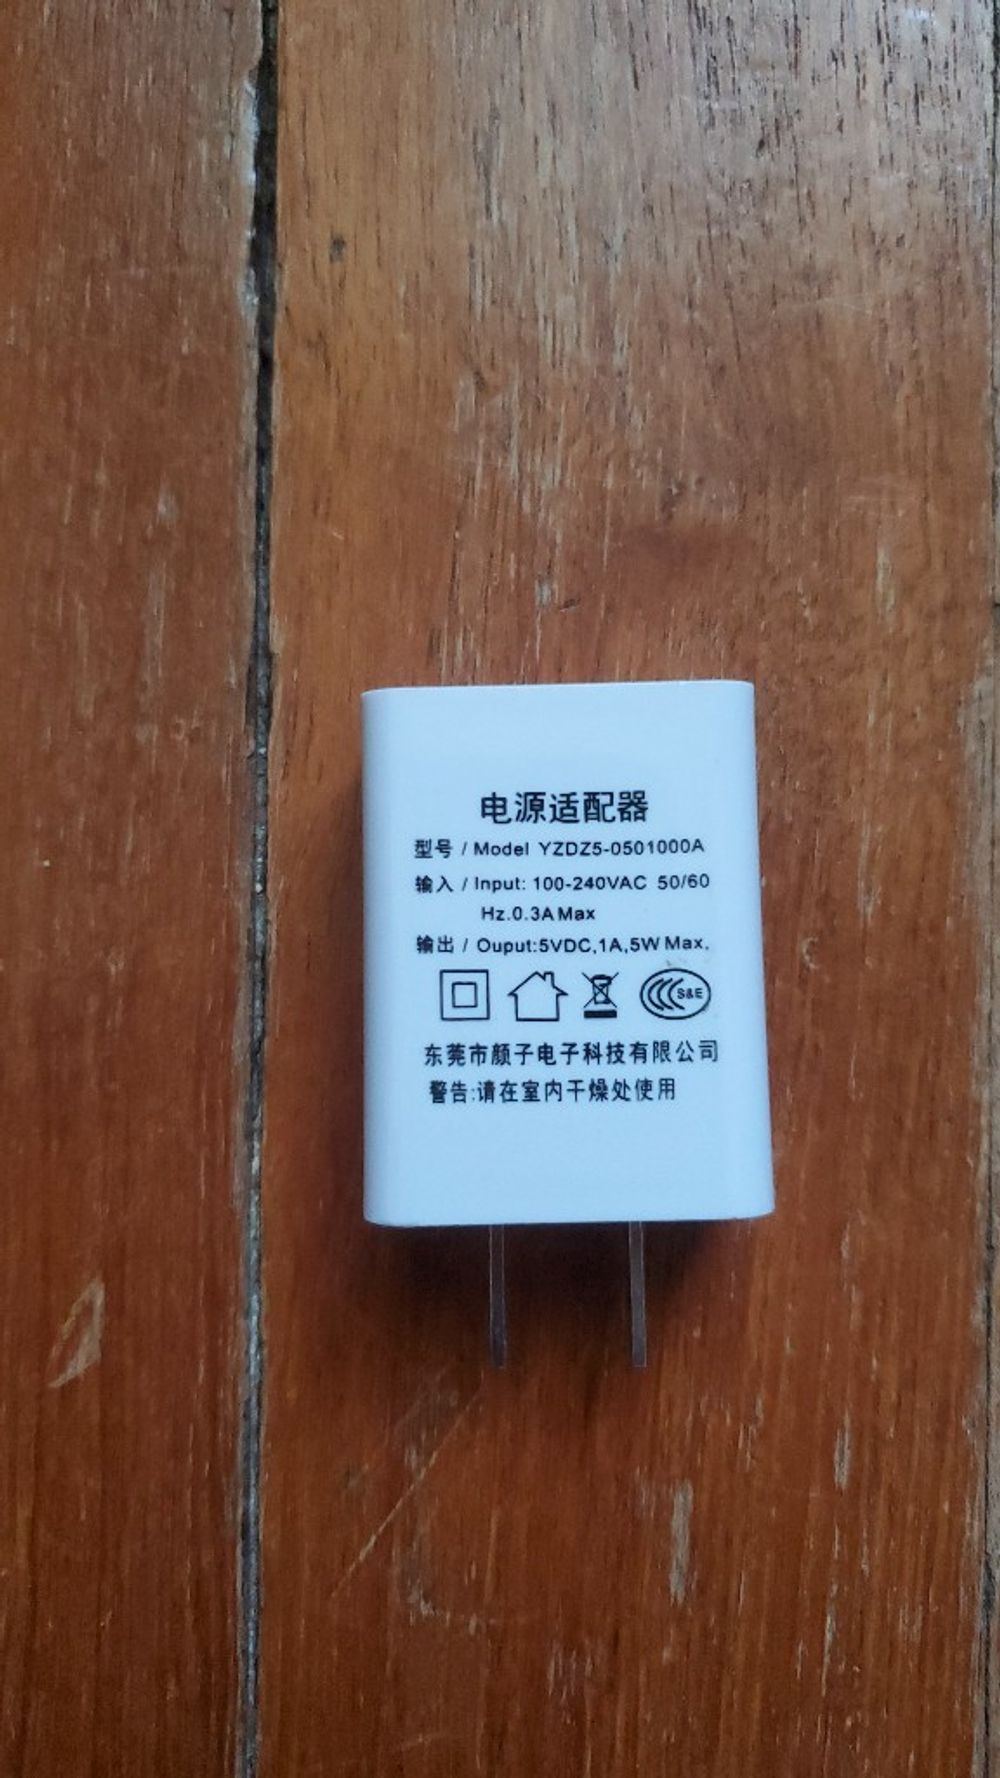 电源适配器
型号 / Model YZDZ5-0501000A
输入 / Input: 100-240VAC 50/60
Hz.0.3A Max
输出 / Ouput:5VDC,1A,5W Max.
S&E
东莞市颜子电子科技有限公司
警告:请在室内干燥处使用